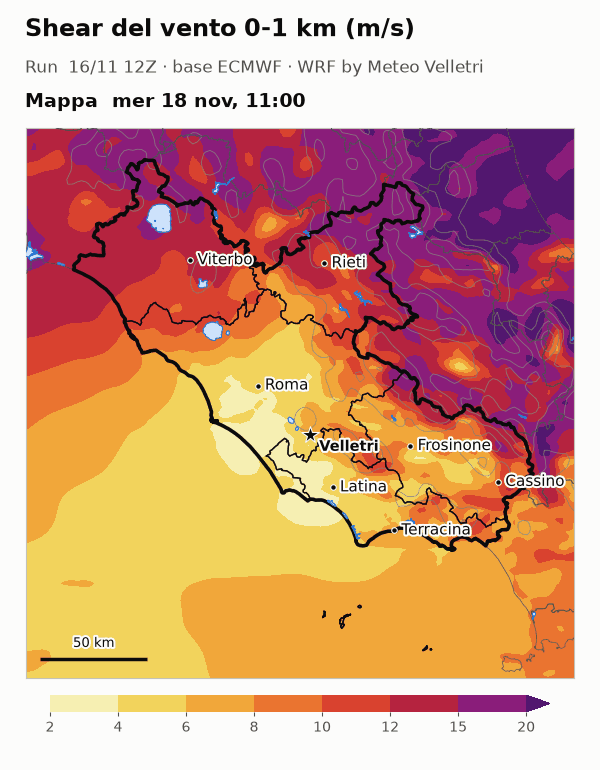 Shear del vento 0-1 km (m/s)
Run 16/11 12Z · base ECMWF · WRF by Meteo Velletri
Mappa mer 18 nov, 11:00
Viterbo
Rieti
Roma
Velletri
Frosinone
Cassino
Latina
Terracina
50 km
2 4 6 8 10 12 15 20